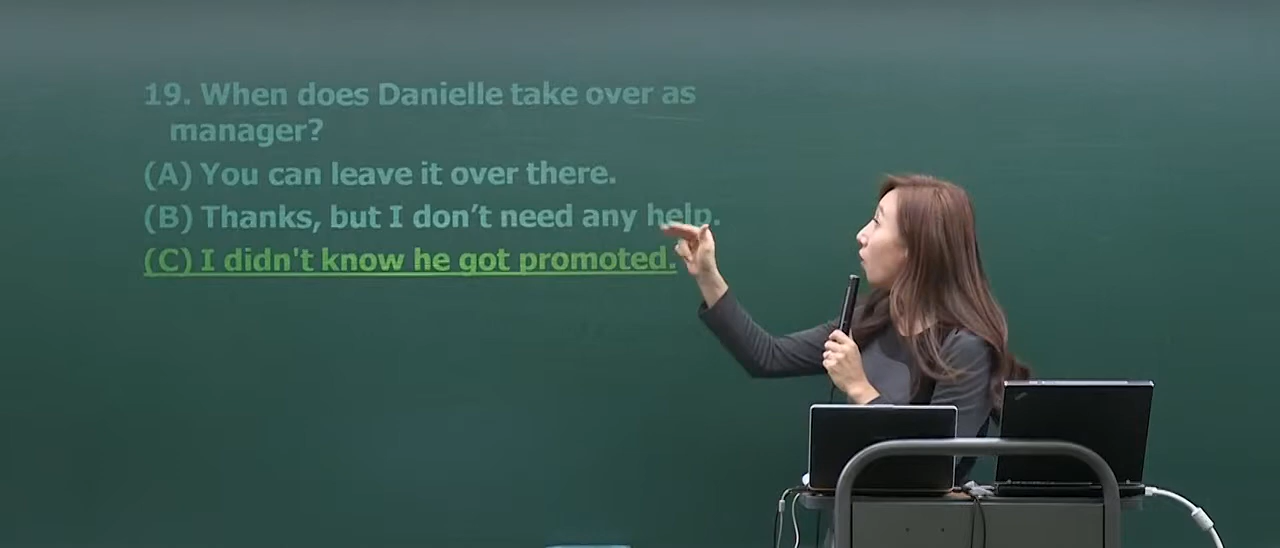 19. When does Danielle take over as
manager?
(A) You can leave it over there.
(B) Thanks, but I don't need any help.
(C) I didn't know he got promoted.